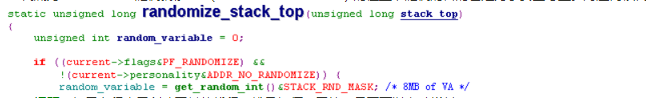 static unsigned long randomize_stack_top(unsigned long stack_top)
{
unsigned int random_variable = 0;
if ((current->flags&PF_RANDOMIZE) &&
!(current->personality&ADDR_NO_RANDOMIZE)) {
random_variable = get_random_int()&STACK_RND_MASK; /* 8MB of VA */